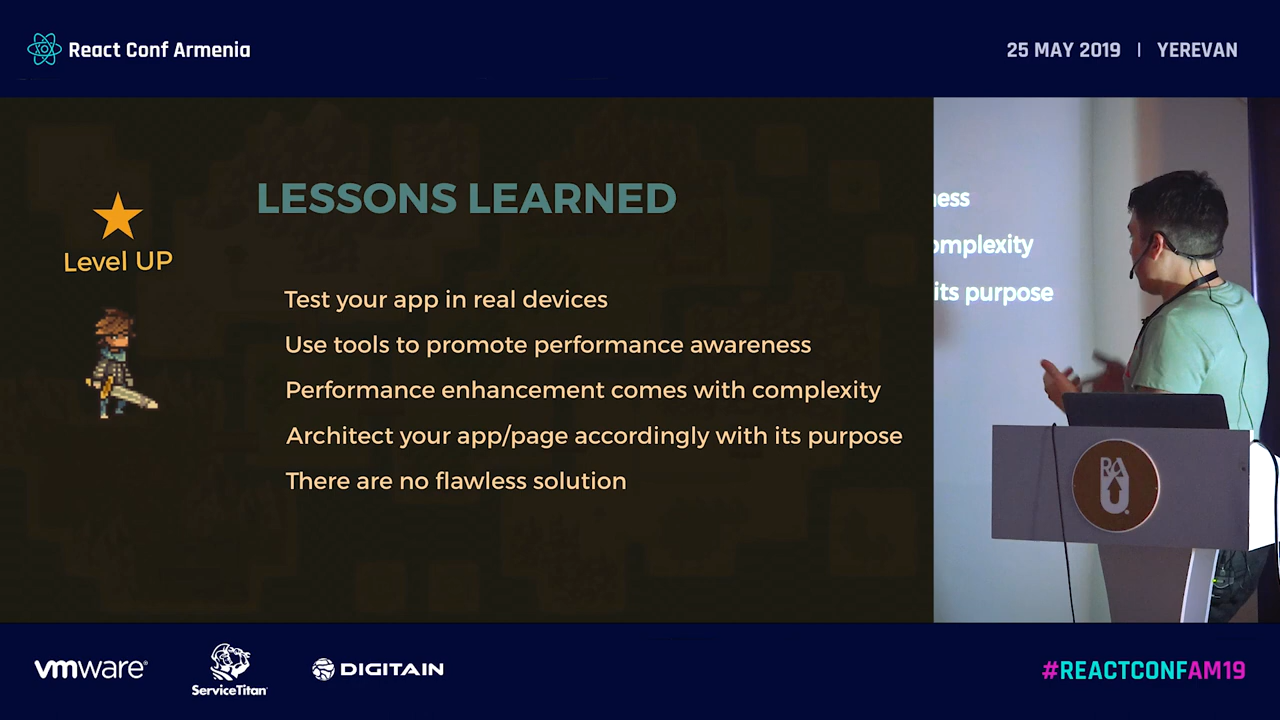 React Conf Armenia
25 MAY 2019 | YEREVAN
LESSONS LEARNED
Level UP
Test your app in real devices
Use tools to promote performance awareness
Performance enhancement comes with complexity
Architect your app/page accordingly with its purpose
There are no flawless solution
ness
omplexity
its purpose
RAU
vmware
ServiceTitan
DIGITAIN
#REACTCONFAM19